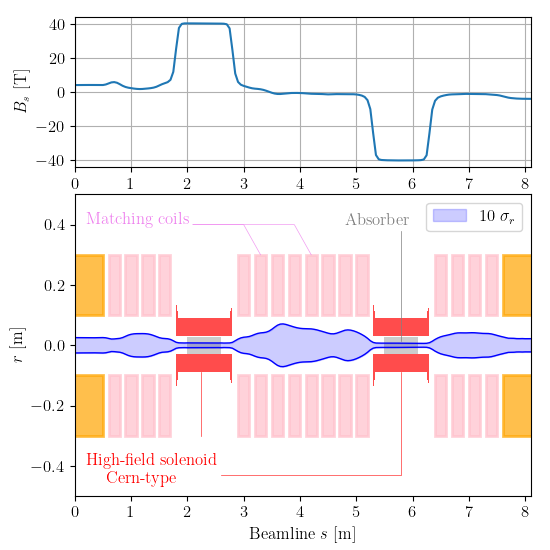 40
20
0
−20
−40
B_s [T]
0 1 2 3 4 5 6 7 8
0.4
0.2
0.0
−0.2
−0.4
r [m]
Matching coils
Absorber
10 σ_r
High-field solenoid
Cern-type
0 1 2 3 4 5 6 7 8
Beamline s [m]